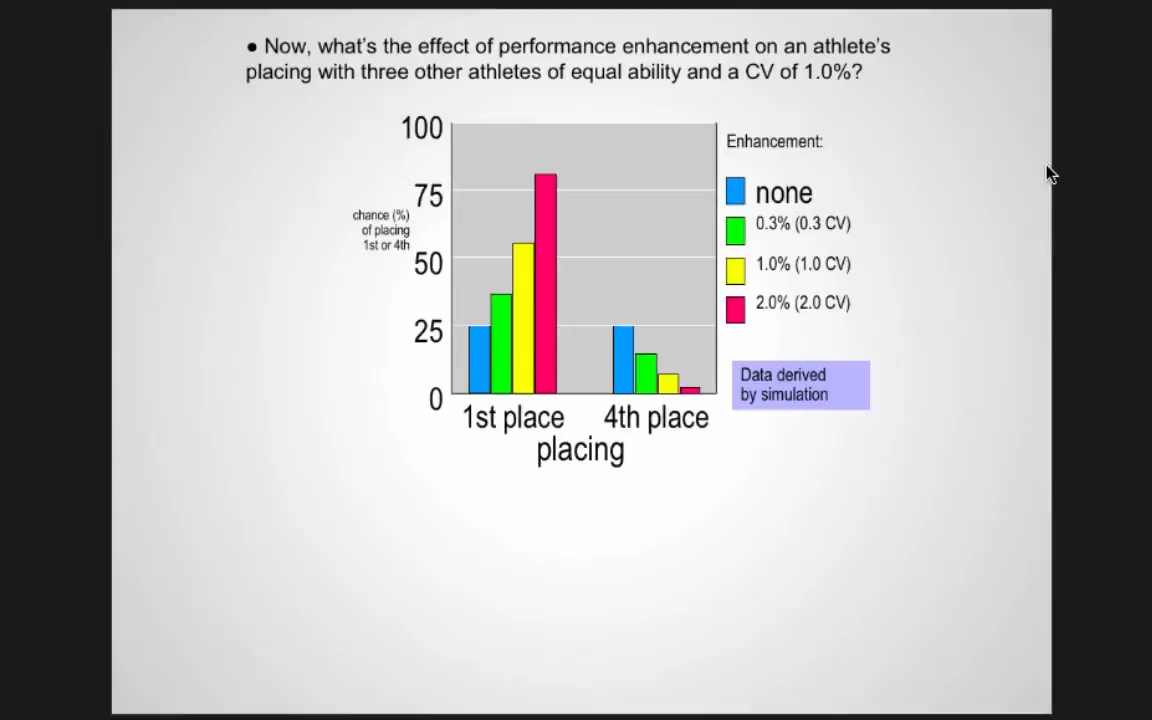 ● Now, what's the effect of performance enhancement on an athlete's
placing with three other athletes of equal ability and a CV of 1.0%?
100
75
50
25
0
chance (%)
of placing
1st or 4th
1st place
4th place
placing
Enhancement:
none
0.3% (0.3 CV)
1.0% (1.0 CV)
2.0% (2.0 CV)
Data derived
by simulation